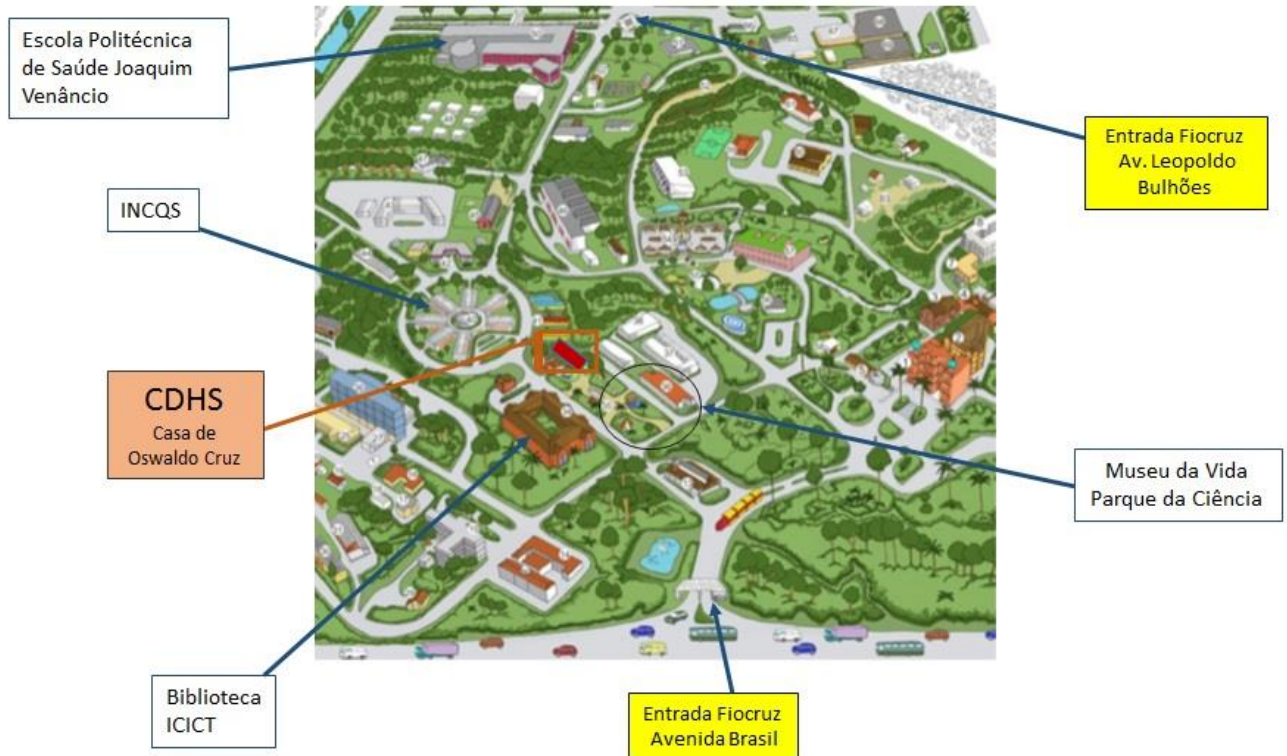 Escola Politécnica
de Saúde Joaquim
Venâncio
Entrada Fiocruz
Av. Leopoldo
Bulhões
INCQS
CDHS
Casa de
Oswaldo Cruz
Museu da Vida
Parque da Ciência
Biblioteca
ICICT
Entrada Fiocruz
Avenida Brasil